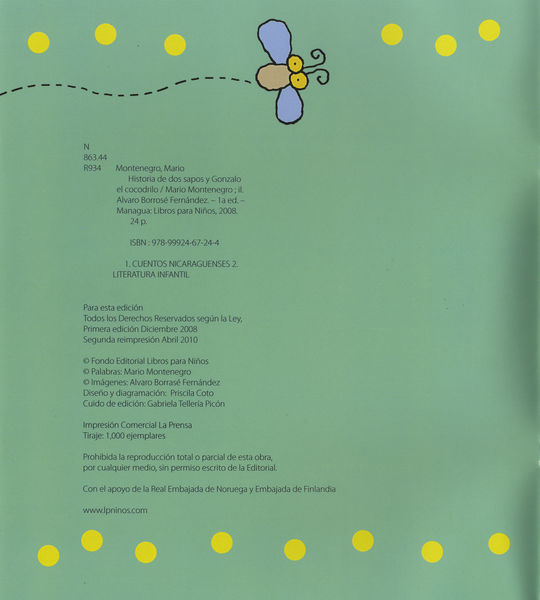 N
863.44
R934 Montenegro, Mario
Historia de dos sapos y Gonzalo
el cocodrilo / Mario Montenegro ; il.
Alvaro Borrosé Fernández. – 1a ed. –
Managua: Libros para Niños, 2008.
24 p.
ISBN : 978-99924-67-24-4
1. CUENTOS NICARAGUENSES 2.
LITERATURA INFANTIL
Para esta edición
Todos los Derechos Reservados según la Ley,
Primera edición Diciembre 2008
Segunda reimpresión Abril 2010
© Fondo Editorial Libros para Niños
© Palabras: Mario Montenegro
© Imágenes: Alvaro Borrasé Fernández
Diseño y diagramación: Priscila Coto
Cuido de edición: Gabriela Tellería Picón
Impresión Comercial La Prensa
Tiraje: 1,000 ejemplares
Prohibida la reproducción total o parcial de esta obra,
por cualquier medio, sin permiso escrito de la Editorial.
Con el apoyo de la Real Embajada de Noruega y Embajada de Finlandia
www.lpninos.com